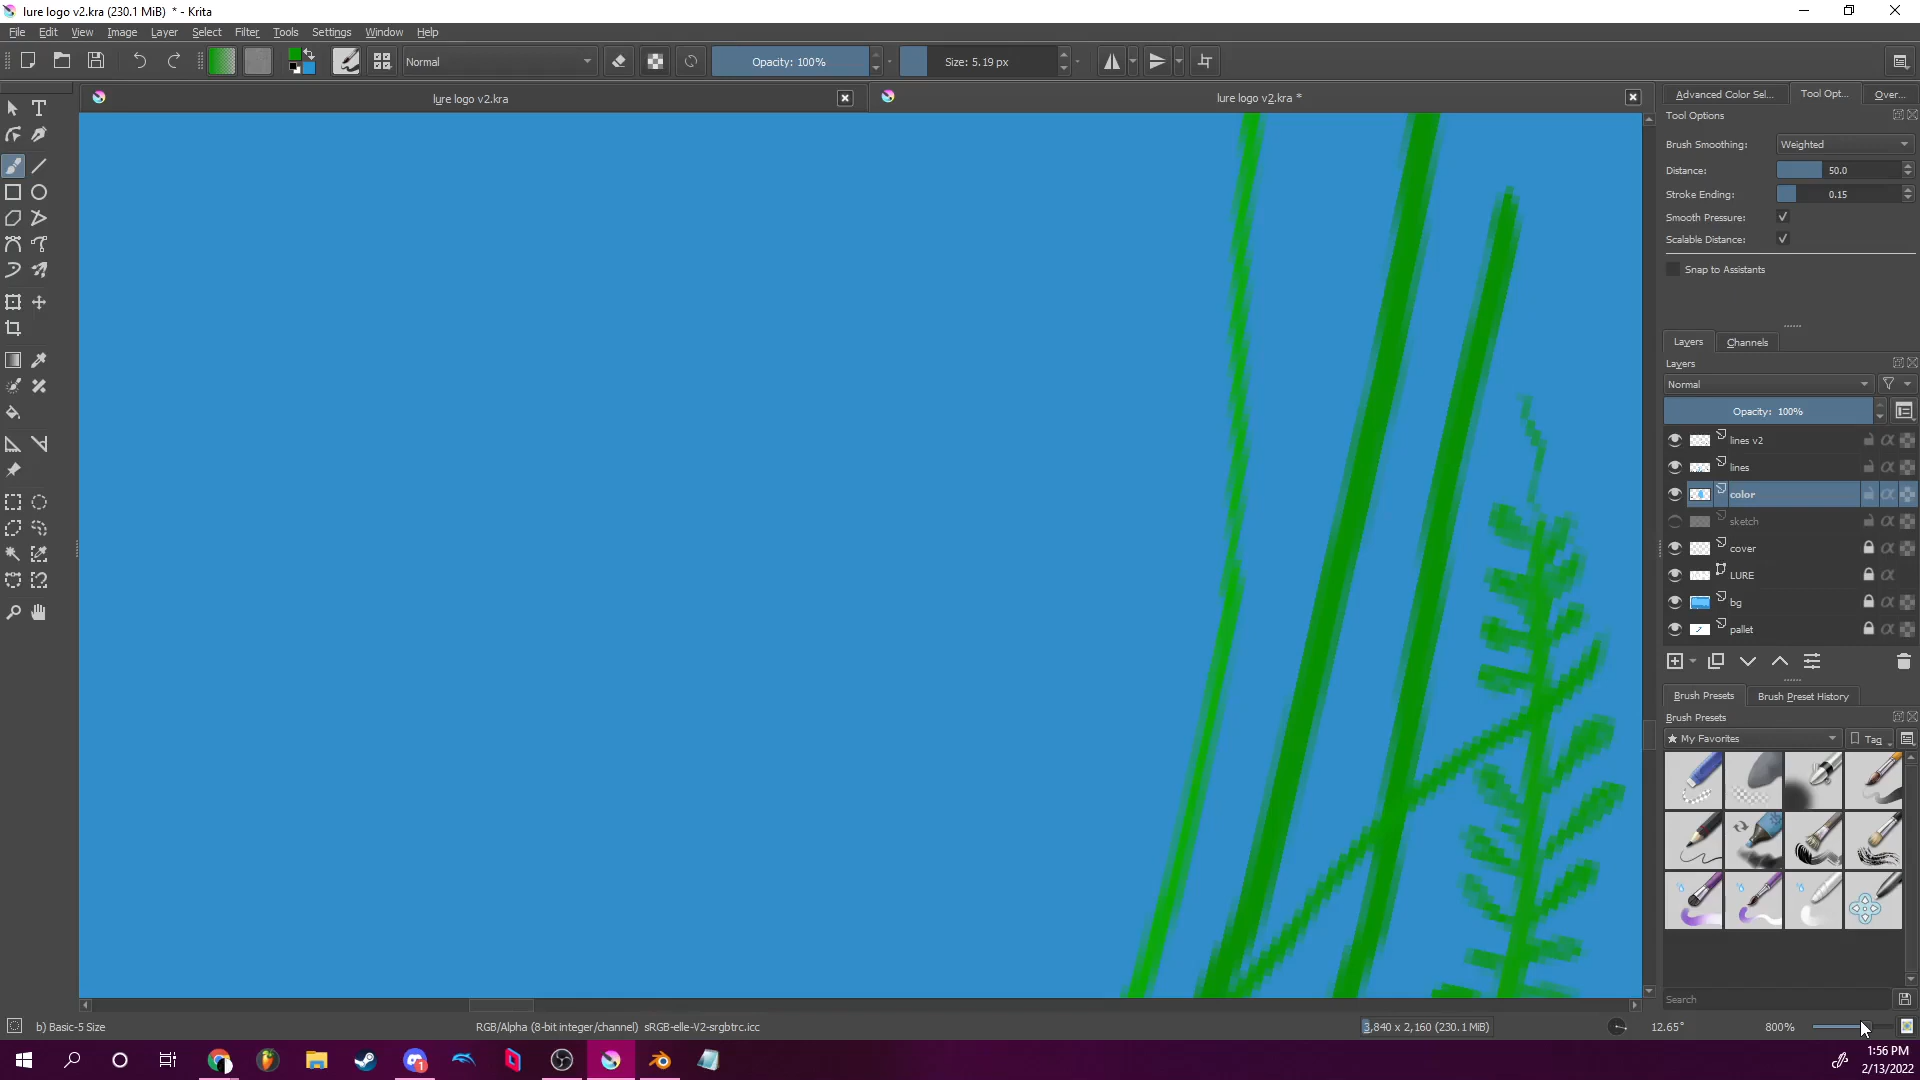 lure logo v2.kra (230.1 MiB) * - Krita
File Edit View Image Layer Select Filter Tools Settings Window Help
Normal
Opacity: 100%
Size: 5.19 px
lure logo v2.kra
lure logo v2.kra *
Advanced Color Sel...
Tool Opt...
Over...
Tool Options
Brush Smoothing:
Weighted
Distance:
50.0
Stroke Ending:
0.15
Smooth Pressure:
Scalable Distance:
Snap to Assistants
Layers
Channels
Layers
Normal
Opacity: 100%
lines v2
lines
color
sketch
cover
LURE
bg
pallet
Brush Presets
Brush Preset History
Brush Presets
★ My Favorites
Tag
Search
b) Basic-5 Size
RGB/Alpha (8-bit integer/channel) sRGB-elle-V2-srgbtrc.icc
3,840 x 2,160 (230.1 MiB)
12.65°
800%
1
1:56 PM
2/13/2022